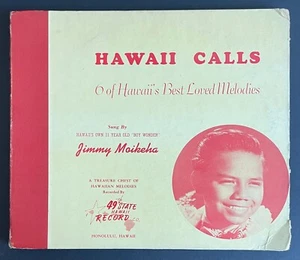 HAWAII CALLS
6 of Hawaii's Best Loved Melodies
Sung By
HAWAII'S OWN 11 YEAR OLD "BOY WONDER"
Jimmy Moikeha
A TREASURE CHEST OF
HAWAIIAN MELODIES
Recorded By
49th STATE
HAWAII
RECORD
HONOLULU, HAWAII